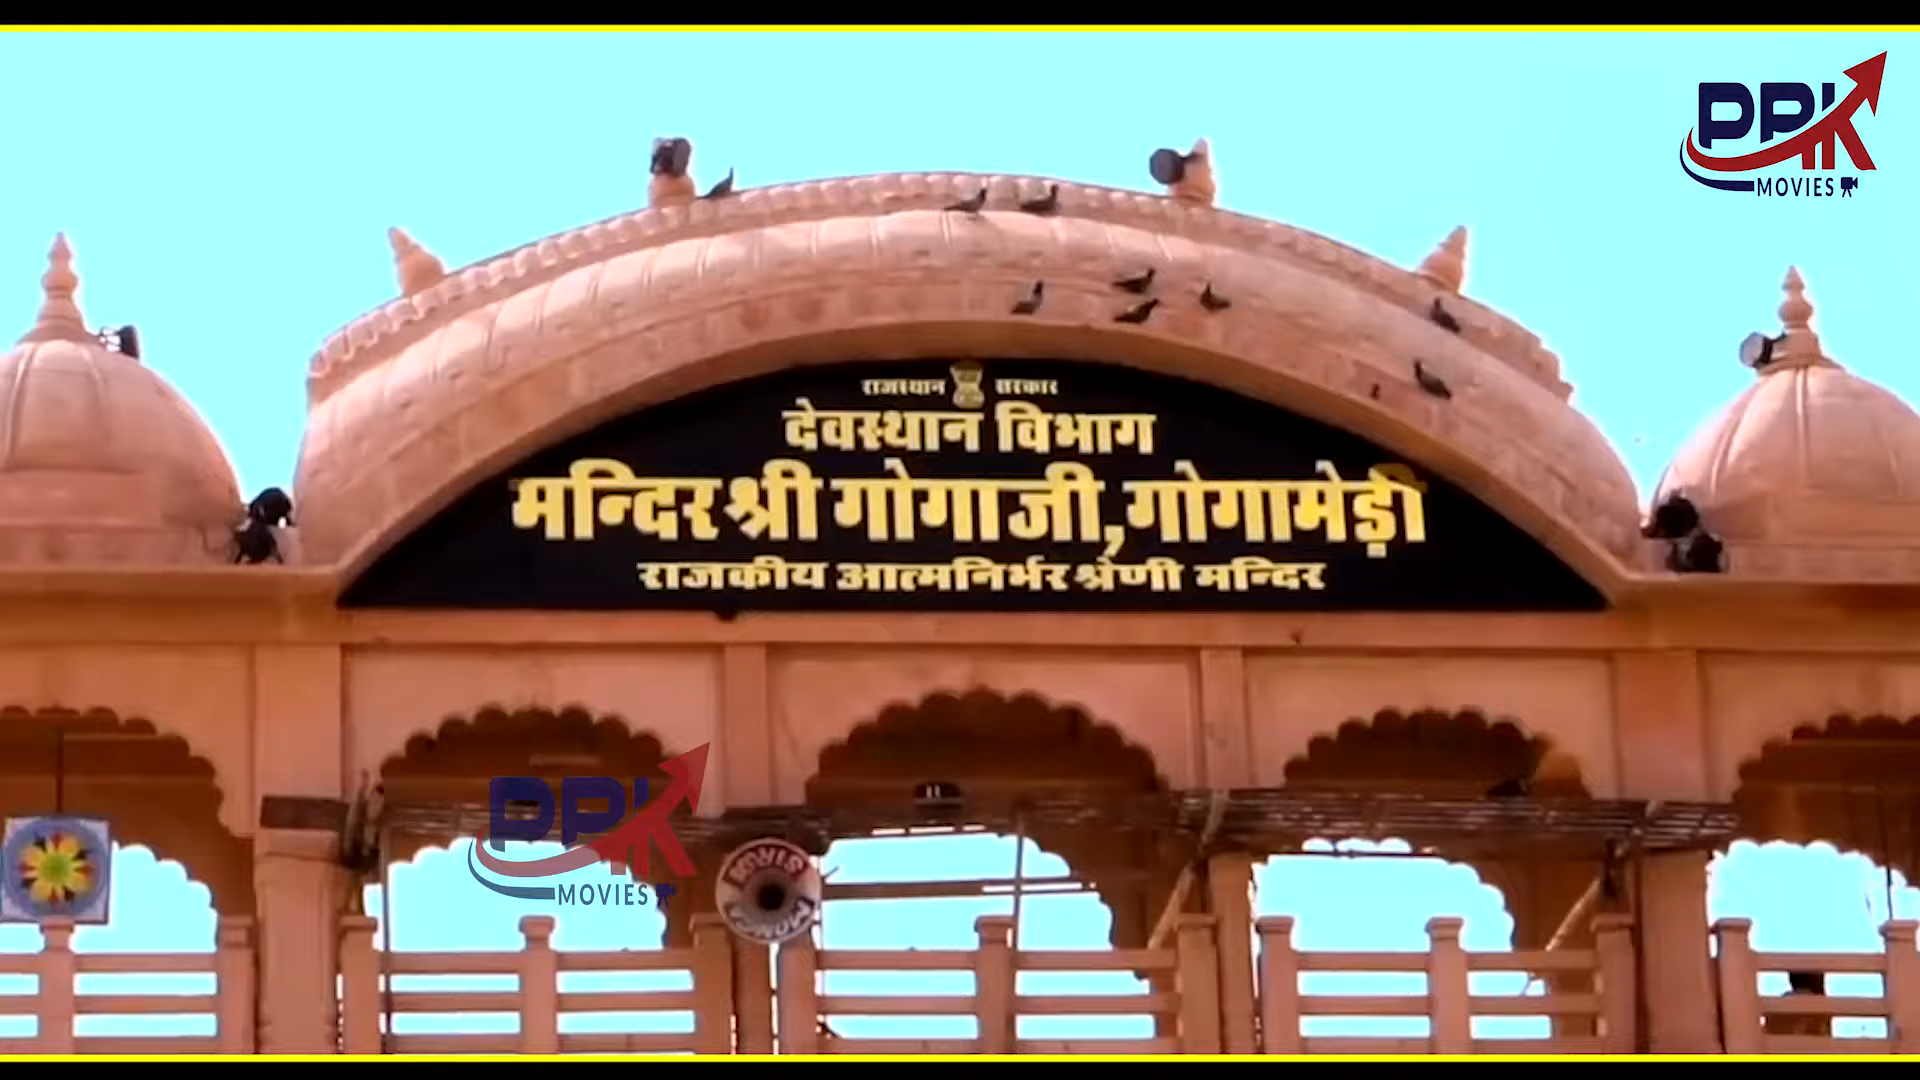 PPK
MOVIES
राजस्थान सरकार
देवस्थान विभाग
मन्दिर श्री गोगाजी, गोगामेड़ी
राजकीय आत्मनिर्भर श्रेणी मन्दिर
PPK
MOVIES